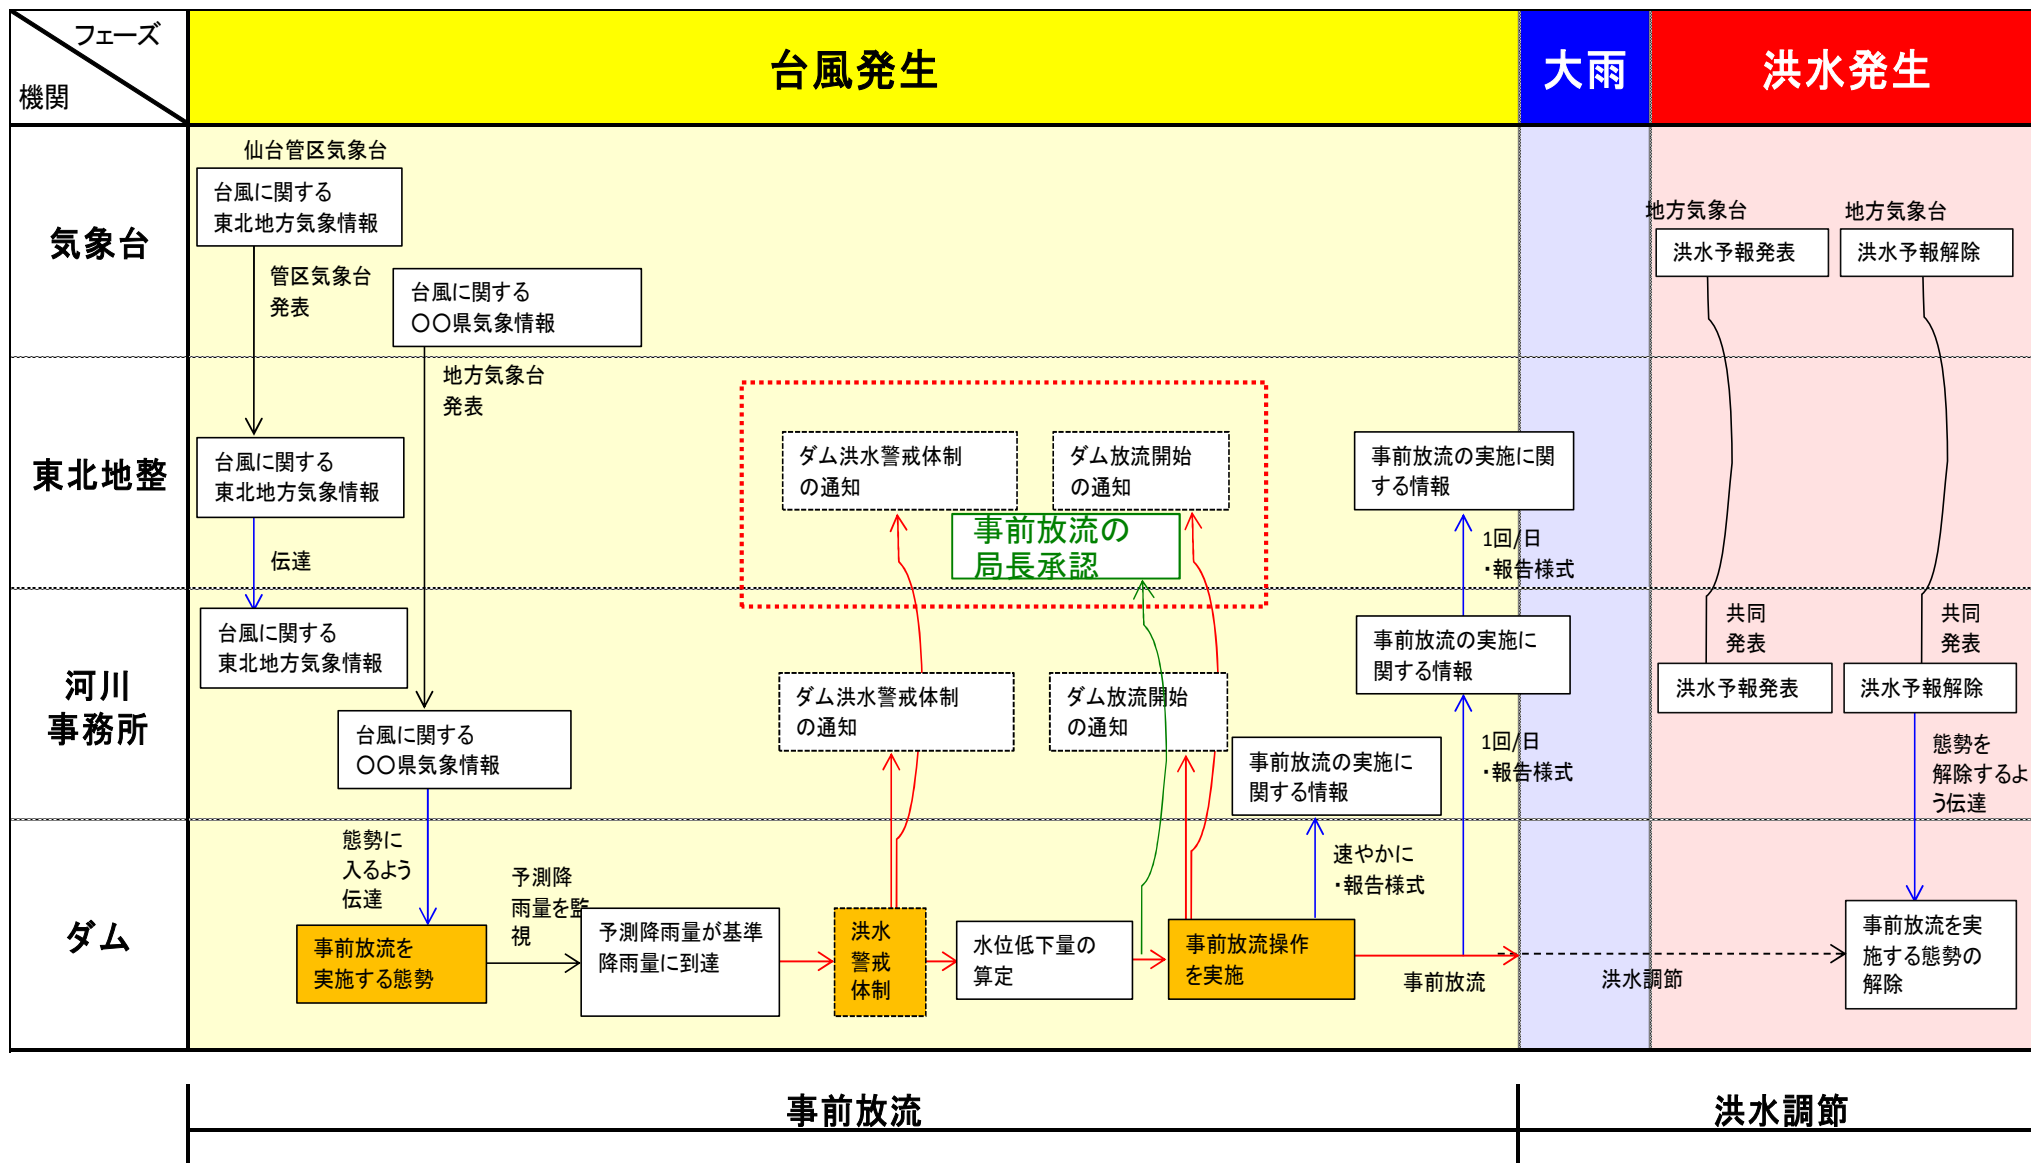 フェーズ
機関
台風発生
大雨
洪水発生
気象台
仙台管区気象台
台風に関する
東北地方気象情報
管区気象台
発表
台風に関する
〇〇県気象情報
地方気象台
洪水予報発表
地方気象台
洪水予報解除
東北地整
地方気象台
発表
台風に関する
東北地方気象情報
伝達
ダム洪水警戒体制
の通知
ダム放流開始
の通知
事前放流の
局長承認
事前放流の実施に関
する情報
1回/日
・報告様式
河川
事務所
台風に関する
東北地方気象情報
台風に関する
〇〇県気象情報
ダム洪水警戒体制
の通知
ダム放流開始
の通知
事前放流の実施に
関する情報
事前放流の実施に
関する情報
1回/日
・報告様式
共同
発表
洪水予報発表
共同
発表
洪水予報解除
態勢を
解除するよ
う伝達
ダム
態勢に
入るよう
伝達
事前放流を
実施する態勢
予測降
雨量を監
視
予測降雨量が基準
降雨量に到達
洪水
警戒
体制
水位低下量の
算定
事前放流操作
を実施
速やかに
・報告様式
事前放流
洪水調節
事前放流を実
施する態勢の
解除
事前放流
洪水調節